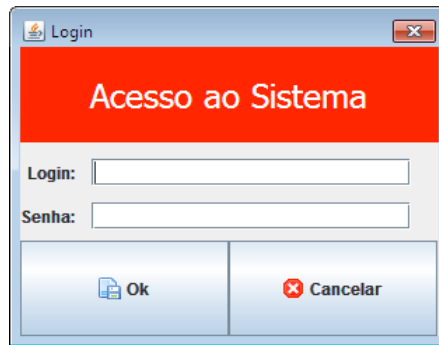 Login
Acesso ao Sistema
Login:
Senha:
Ok Cancelar